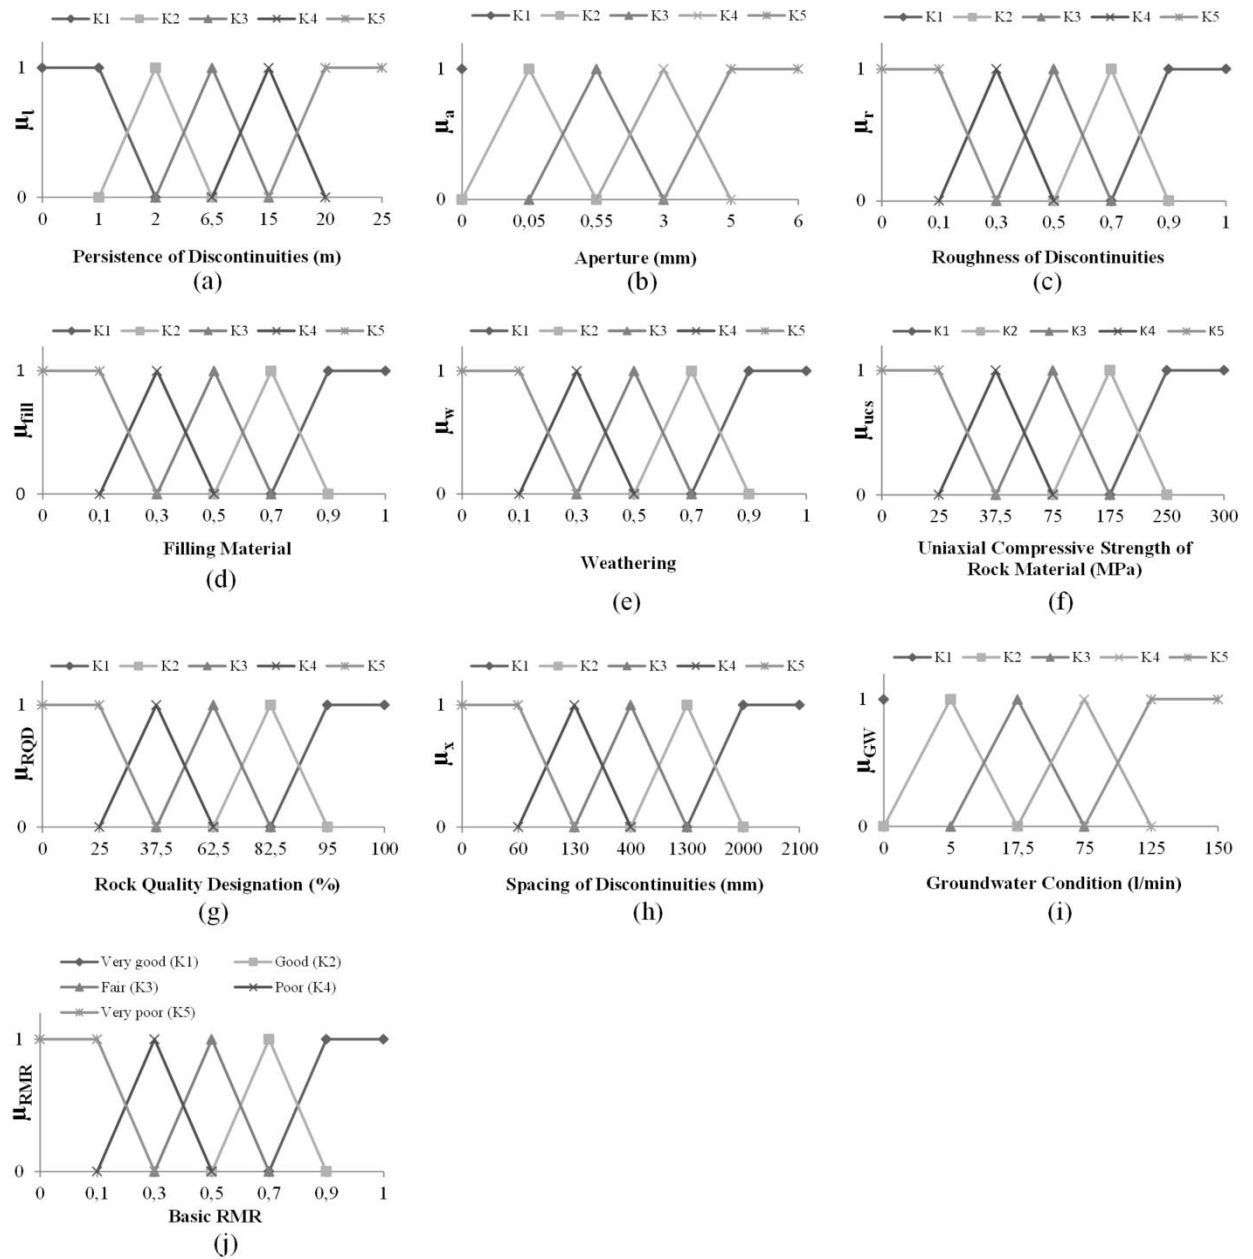 K1 K2 K3 K4 K5
1
μl
0
0 1 2 6,5 15 20 25
Persistence of Discontinuities (m)
(a)
K1 K2 K3 K4 K5
1
μa
0
0 0,05 0,55 3 5 6
Aperture (mm)
(b)
K1 K2 K3 K4 K5
1
μr
0
0 0,1 0,3 0,5 0,7 0,9 1
Roughness of Discontinuities
(c)
K1 K2 K3 K4 K5
1
μfill
0
0 0,1 0,3 0,5 0,7 0,9 1
Filling Material
(d)
K1 K2 K3 K4 K5
1
μw
0
0 0,1 0,3 0,5 0,7 0,9 1
Weathering
(e)
K1 K2 K3 K4 K5
1
μucs
0
0 25 37,5 75 175 250 300
Uniaxial Compressive Strength of
Rock Material (MPa)
(f)
K1 K2 K3 K4 K5
1
μRQD
0
0 25 37,5 62,5 82,5 95 100
Rock Quality Designation (%)
(g)
K1 K2 K3 K4 K5
1
μx
0
0 60 130 400 1300 2000 2100
Spacing of Discontinuities (mm)
(h)
K1 K2 K3 K4 K5
1
μGW
0
0 5 17,5 75 125 150
Groundwater Condition (l/min)
(i)
Very good (K1) Good (K2)
Fair (K3) Poor (K4)
Very poor (K5)
1
μRMR
0
0 0,1 0,3 0,5 0,7 0,9 1
Basic RMR
(j)